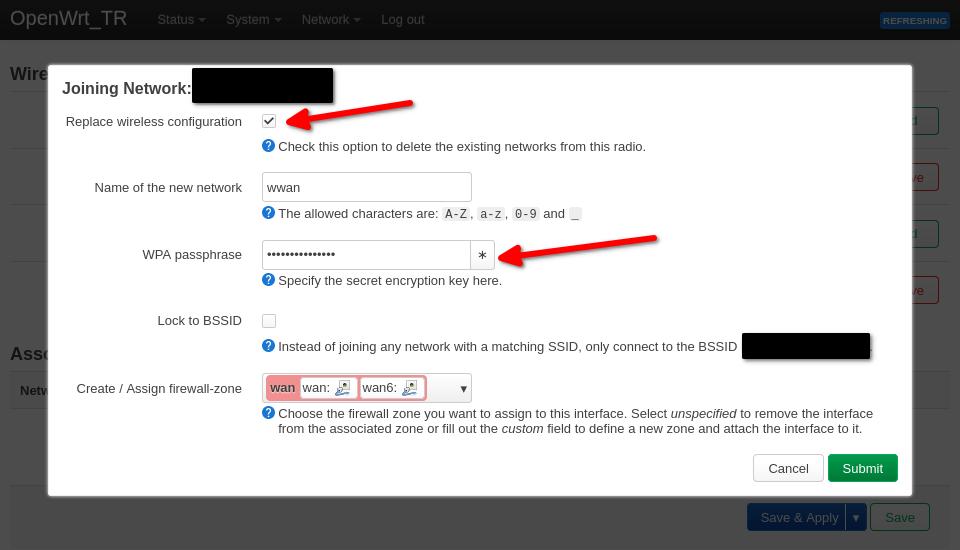 OpenWrt_TR Status System Network Log out REFRESHING
Wire
Joining Network:
Replace wireless configuration
Check this option to delete the existing networks from this radio.
Name of the new network wwan
The allowed characters are: A-Z, a-z, 0-9 and _
WPA passphrase ••••••••••••••• *
Specify the secret encryption key here.
Lock to BSSID
Instead of joining any network with a matching SSID, only connect to the BSSID
Asso
Netw
Create / Assign firewall-zone wan wan: wan6:
Choose the firewall zone you want to assign to this interface. Select unspecified to remove the interface
from the associated zone or fill out the custom field to define a new zone and attach the interface to it.
Cancel Submit
Save & Apply Save